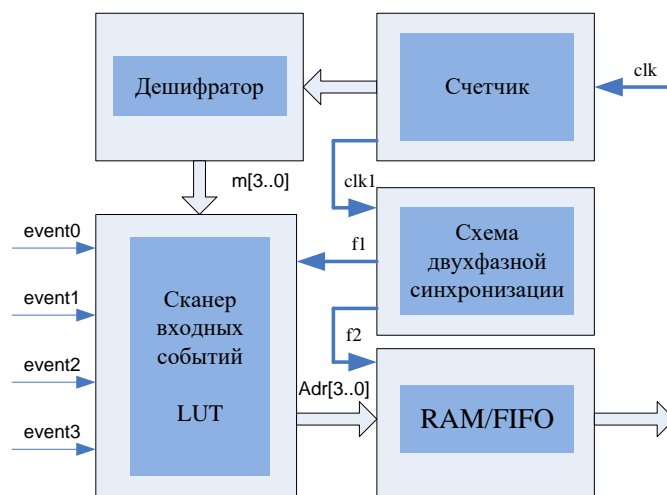 Дешифратор
Счетчик
clk
m[3..0]
clk1
event0
event1
event2
event3
Сканер
входных
событий
LUT
f1
Схема
двухфазной
синхронизации
f2
Adr[3..0]
RAM/FIFO